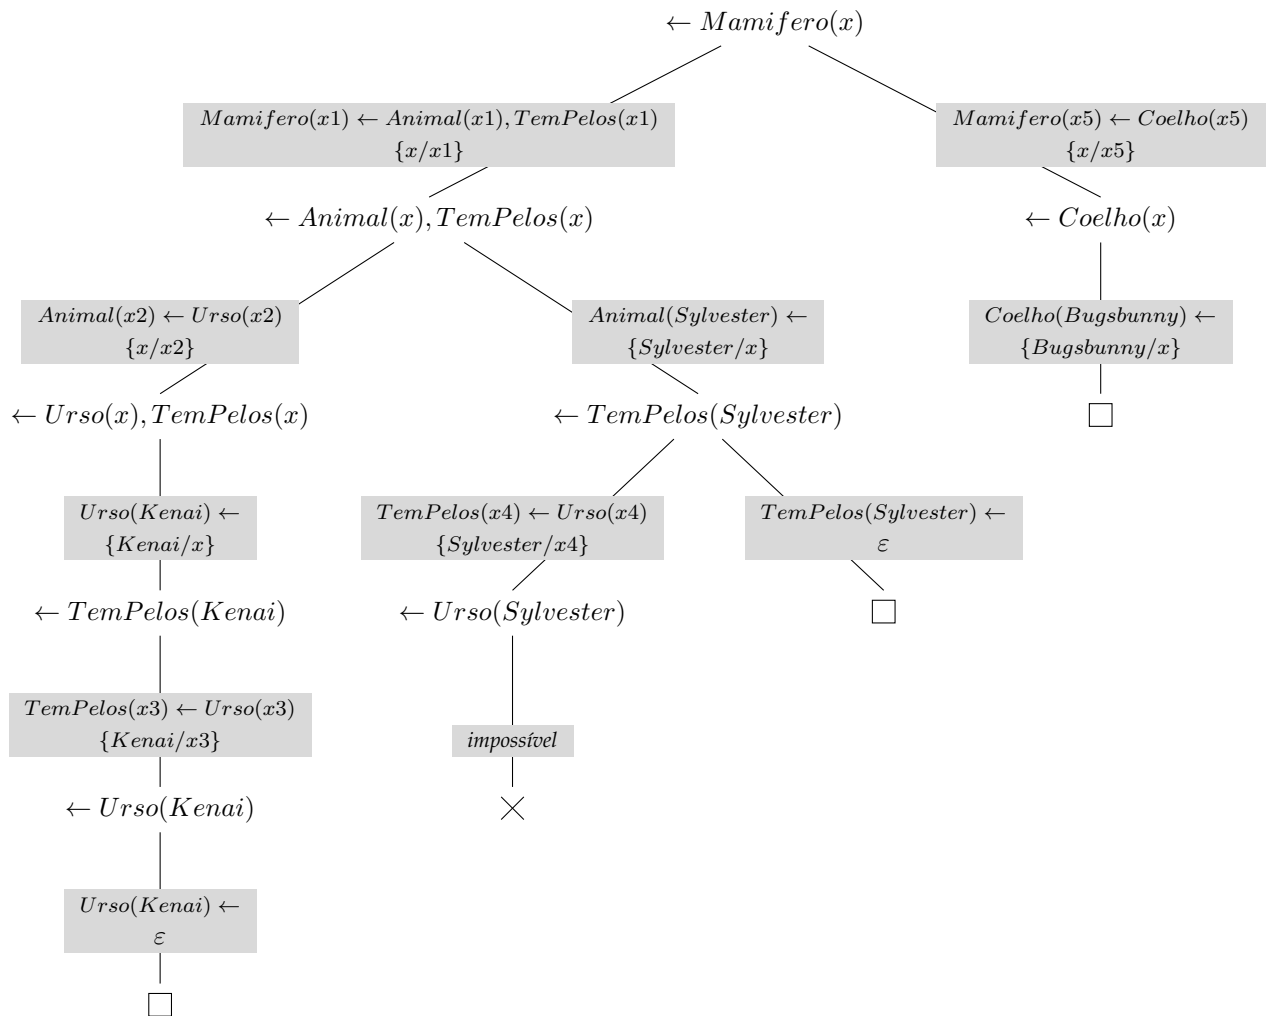 ← Mamifero(x)
Mamifero(x1) ← Animal(x1), TemPelos(x1)
{x/x1}
Mamifero(x5) ← Coelho(x5)
{x/x5}
← Animal(x), TemPelos(x)
← Coelho(x)
Animal(x2) ← Urso(x2)
{x/x2}
Animal(Sylvester) ←
{Sylvester/x}
Coelho(Bugsbunny) ←
{Bugsbunny/x}
← Urso(x), TemPelos(x)
← TemPelos(Sylvester)
□
Urso(Kenai) ←
{Kenai/x}
TemPelos(x4) ← Urso(x4)
{Sylvester/x4}
TemPelos(Sylvester) ←
ε
← TemPelos(Kenai)
← Urso(Sylvester)
□
TemPelos(x3) ← Urso(x3)
{Kenai/x3}
impossível
← Urso(Kenai)
×
Urso(Kenai) ←
ε
□